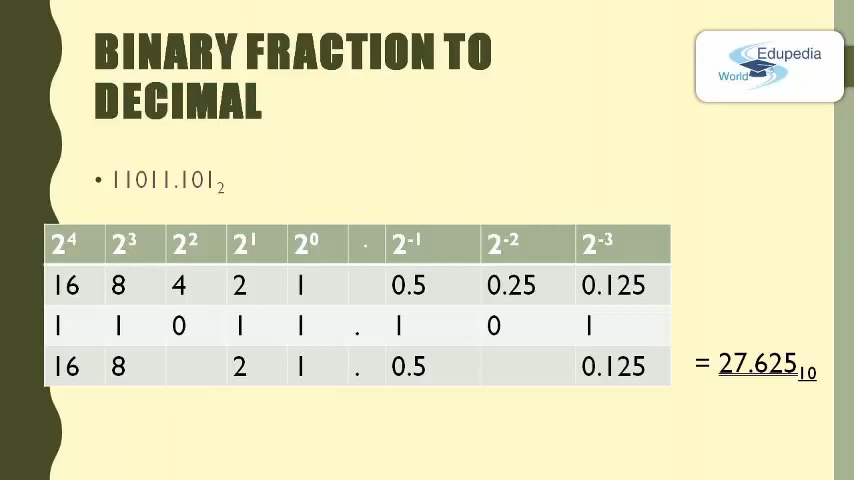 BINARY FRACTION TO
DECIMAL
Edupedia
World
• 11011.101₂
2⁴ 2³ 2² 2¹ 2⁰ . 2⁻¹ 2⁻² 2⁻³
16 8 4 2 1 0.5 0.25 0.125
1 1 0 1 1 . 1 0 1
16 8 2 1 . 0.5 0.125 = 27.625₁₀